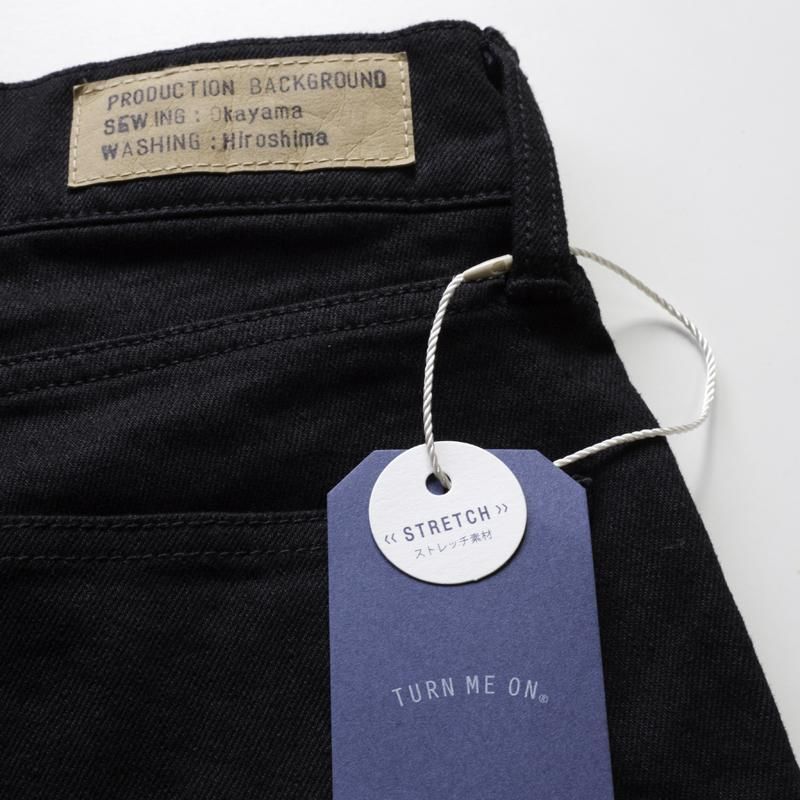 PRODUCTION BACKGROUND
SEWING : Okayama
WASHING : Hiroshima
《 STRETCH 》
ストレッチ素材
TURN ME ON®